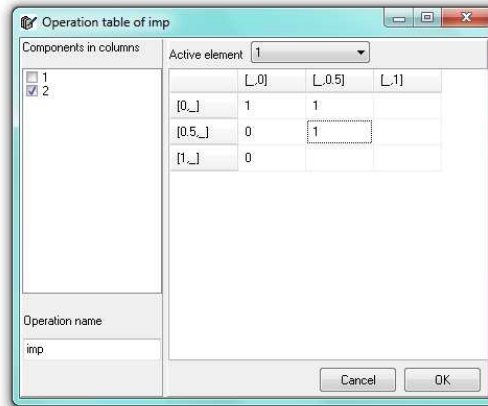 Operation table of imp
Components in columns
1
2
Active element 1
[_,0] [_,0.5] [_,1]
[0,_] 1 1
[0.5,_] 0 1
[1,_] 0
Operation name
imp
Cancel OK